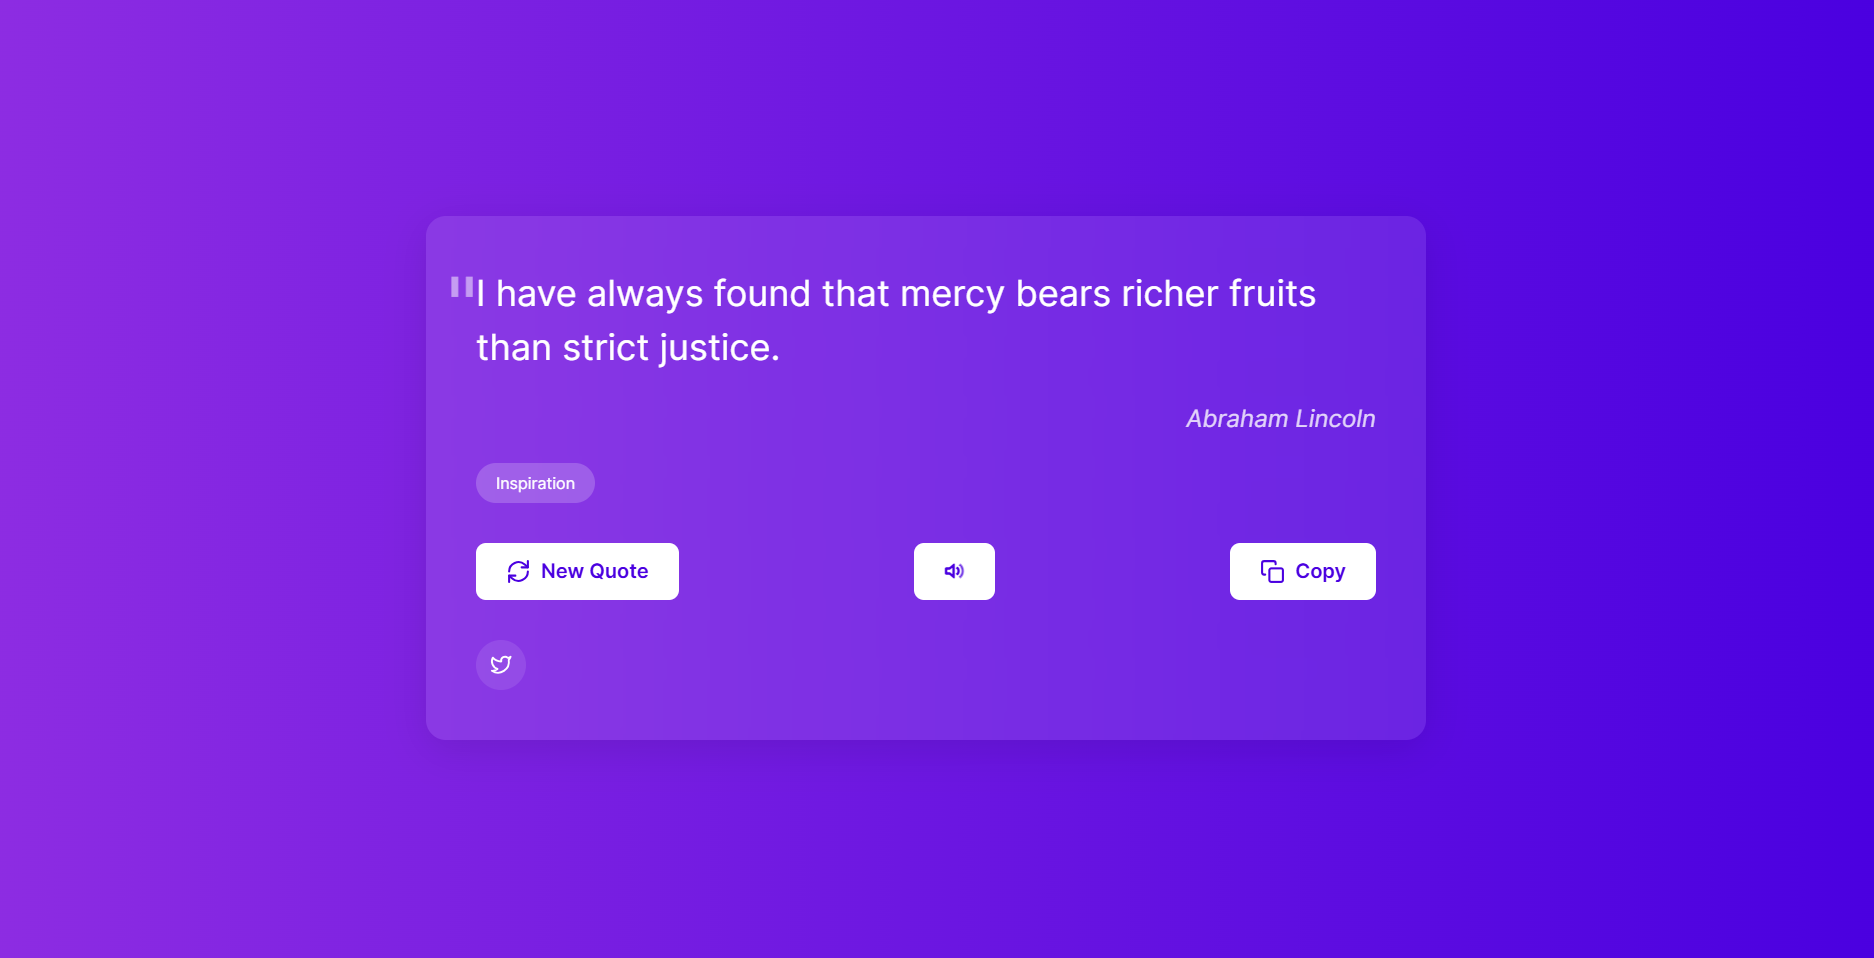 "I have always found that mercy bears richer fruits
than strict justice.
Abraham Lincoln
Inspiration
New Quote
Copy